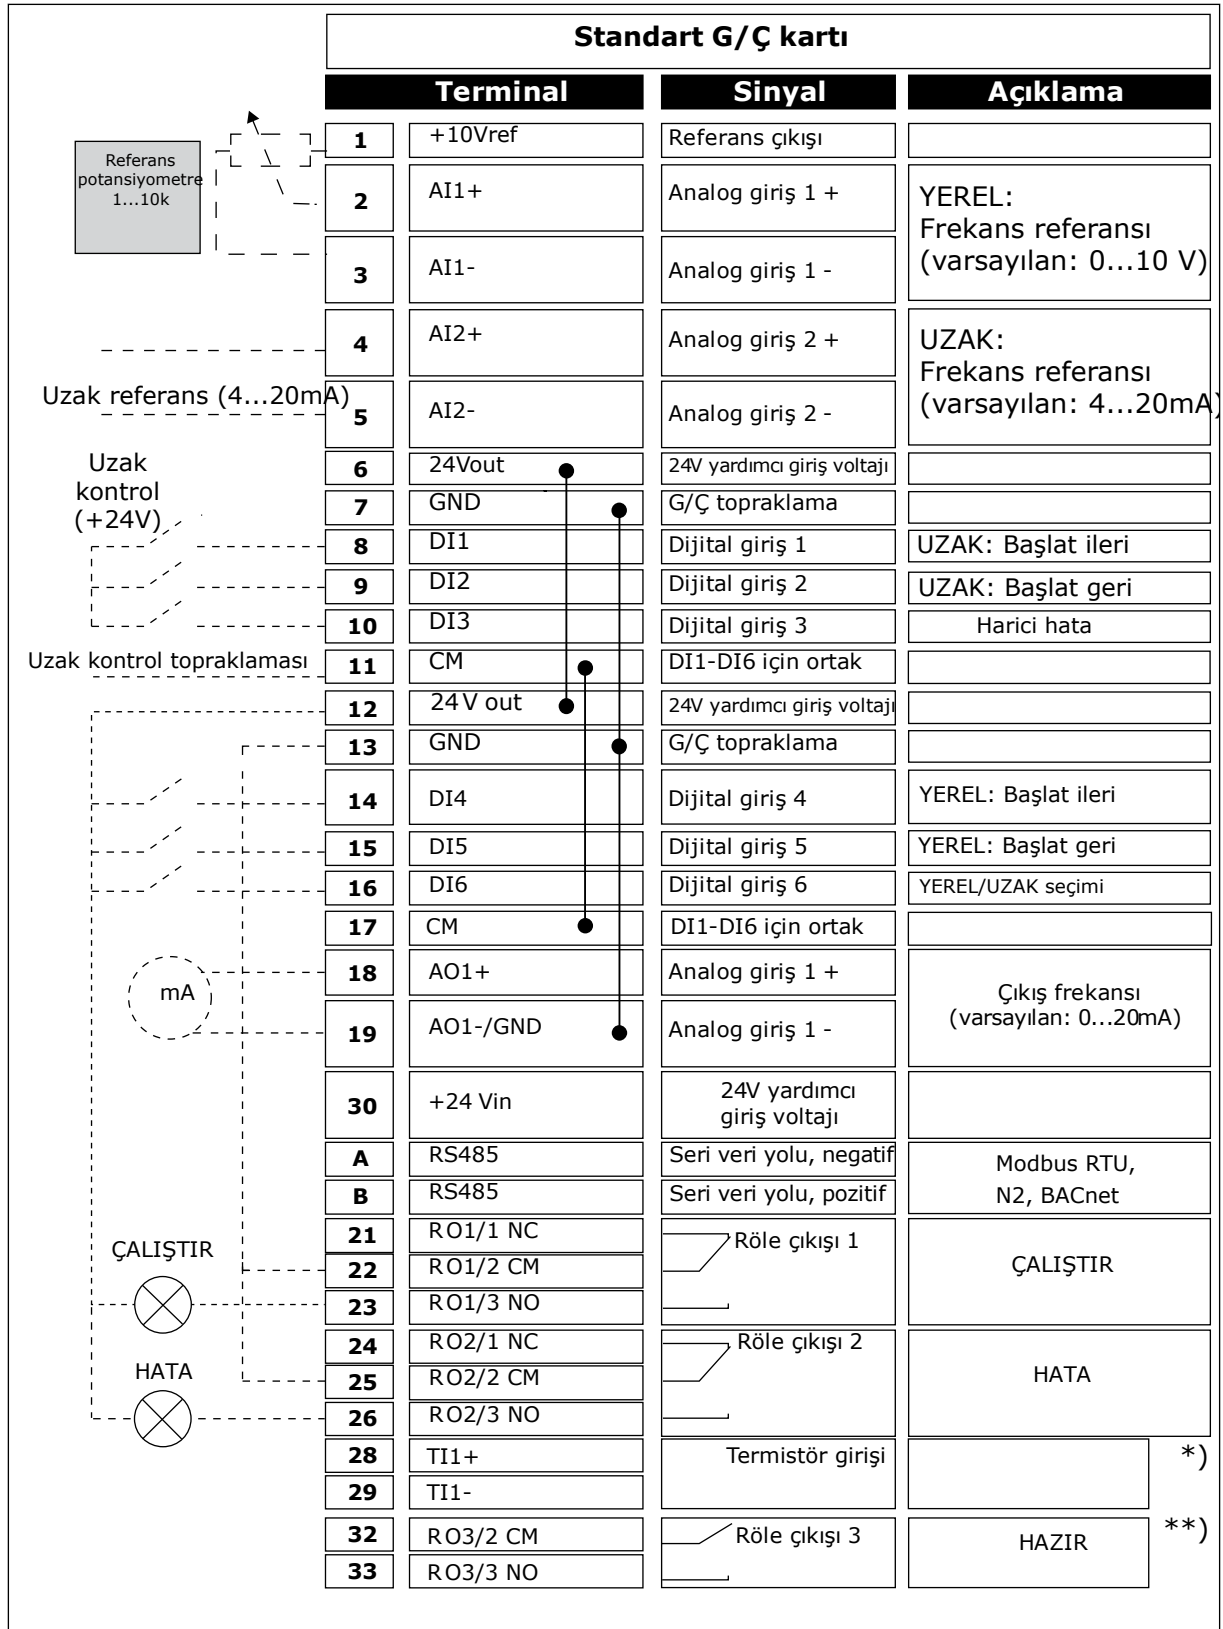 Standart G/Ç kartı
Terminal Sinyal Açıklama
Referans
potansiyometre
1...10k
1 +10Vref Referans çıkışı
2 AI1+ Analog giriş 1 +
3 AI1- Analog giriş 1 -
YEREL:
Frekans referansı
(varsayılan: 0...10 V)
4 AI2+ Analog giriş 2 +
Uzak referans (4...20mA)
5 AI2- Analog giriş 2 -
UZAK:
Frekans referansı
(varsayılan: 4...20mA)
Uzak
kontrol
(+24V)
6 24Vout 24V yardımcı giriş voltajı
7 GND G/Ç topraklama
8 DI1 Dijital giriş 1 UZAK: Başlat ileri
9 DI2 Dijital giriş 2 UZAK: Başlat geri
10 DI3 Dijital giriş 3 Harici hata
Uzak kontrol topraklaması
11 CM DI1-DI6 için ortak
12 24 V out 24V yardımcı giriş voltajı
13 GND G/Ç topraklama
14 DI4 Dijital giriş 4 YEREL: Başlat ileri
15 DI5 Dijital giriş 5 YEREL: Başlat geri
16 DI6 Dijital giriş 6 YEREL/UZAK seçimi
17 CM DI1-DI6 için ortak
mA
18 AO1+ Analog giriş 1 +
19 AO1-/GND Analog giriş 1 -
Çıkış frekansı
(varsayılan: 0...20mA)
30 +24 Vin 24V yardımcı
giriş voltajı
A RS485 Seri veri yolu, negatif
B RS485 Seri veri yolu, pozitif
Modbus RTU,
N2, BACnet
21 RO1/1 NC Röle çıkışı 1
ÇALIŞTIR
22 RO1/2 CM ÇALIŞTIR
23 RO1/3 NO
24 RO2/1 NC Röle çıkışı 2
HATA
25 RO2/2 CM HATA
26 RO2/3 NO
28 TI1+ Termistör girişi *)
29 TI1-
32 RO3/2 CM Röle çıkışı 3 HAZIR **)
33 RO3/3 NO